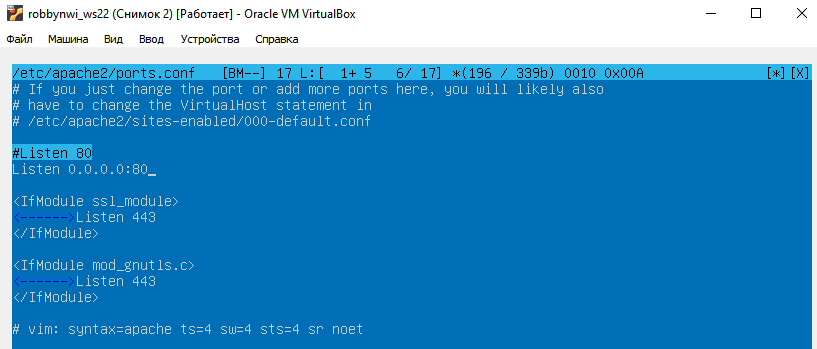 robbynwi_ws22 (Снимок 2) [Работает] - Oracle VM VirtualBox
Файл Машина Вид Ввод Устройства Справка
/etc/apache2/ports.conf [BM--] 17 L:[ 1+ 5 6/ 17] *(196 / 339b) 0010 0x00A [*][X]
# If you just change the port or add more ports here, you will likely also
# have to change the VirtualHost statement in
# /etc/apache2/sites-enabled/000-default.conf
#Listen 80
Listen 0.0.0.0:80_
<IfModule ssl_module>
<------>Listen 443
</IfModule>
<IfModule mod_gnutls.c>
<------>Listen 443
</IfModule>
# vim: syntax=apache ts=4 sw=4 sts=4 sr noet